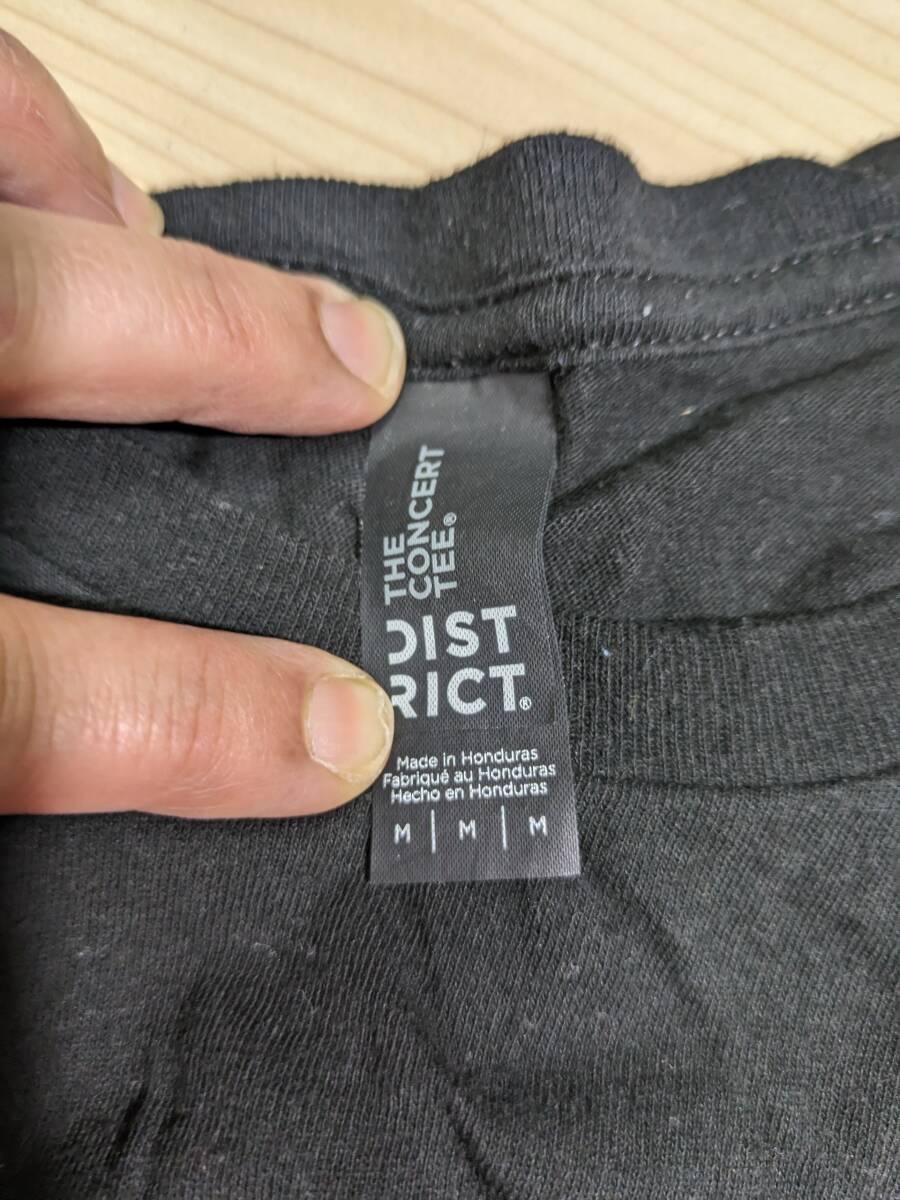 THE
CONCERT
TEE®
DIST
RICT®
Made in Honduras
Fabriqué au Honduras
Hecho en Honduras
M | M | M